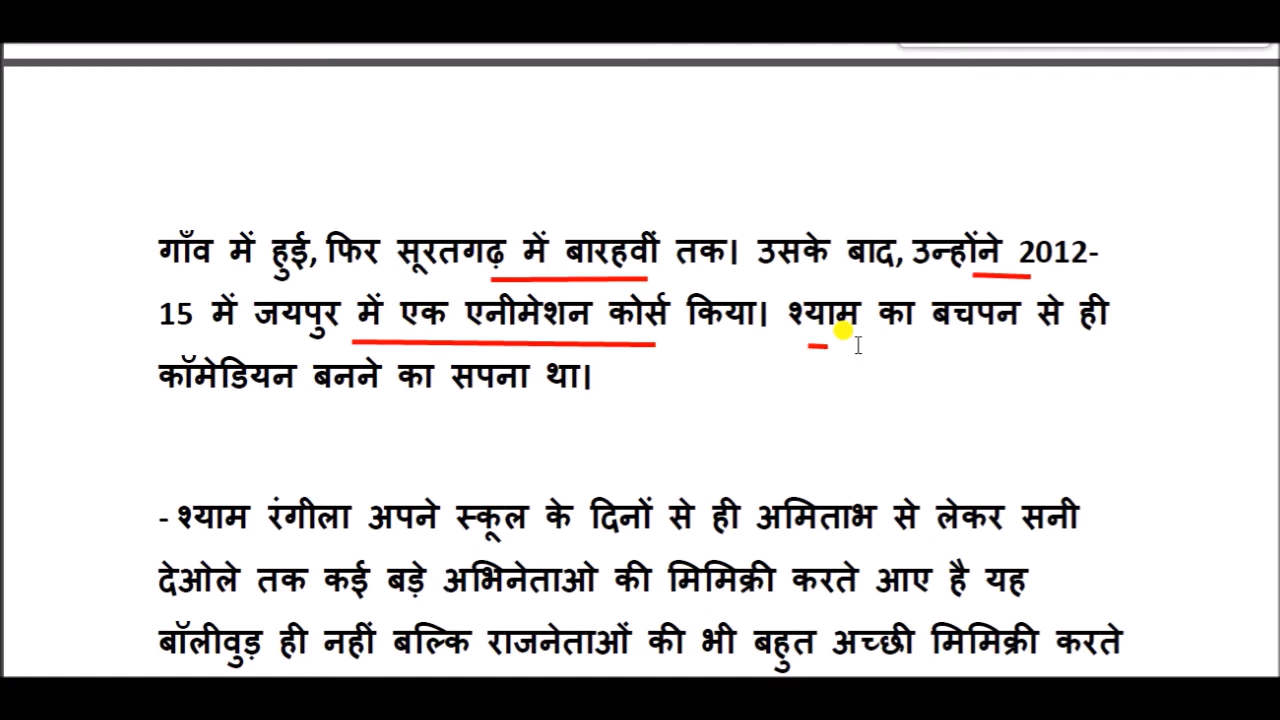 गाँव में हुई, फिर सूरतगढ़ में बारहवीं तक। उसके बाद, उन्होंने 2012-
15 में जयपुर में एक एनीमेशन कोर्स किया। श्याम का बचपन से ही
कॉमेडियन बनने का सपना था।
- श्याम रंगीला अपने स्कूल के दिनों से ही अमिताभ से लेकर सनी
देओले तक कई बड़े अभिनेताओ की मिमिक्री करते आए है यह
बॉलीवुड़ ही नहीं बल्कि राजनेताओं की भी बहुत अच्छी मिमिक्री करते